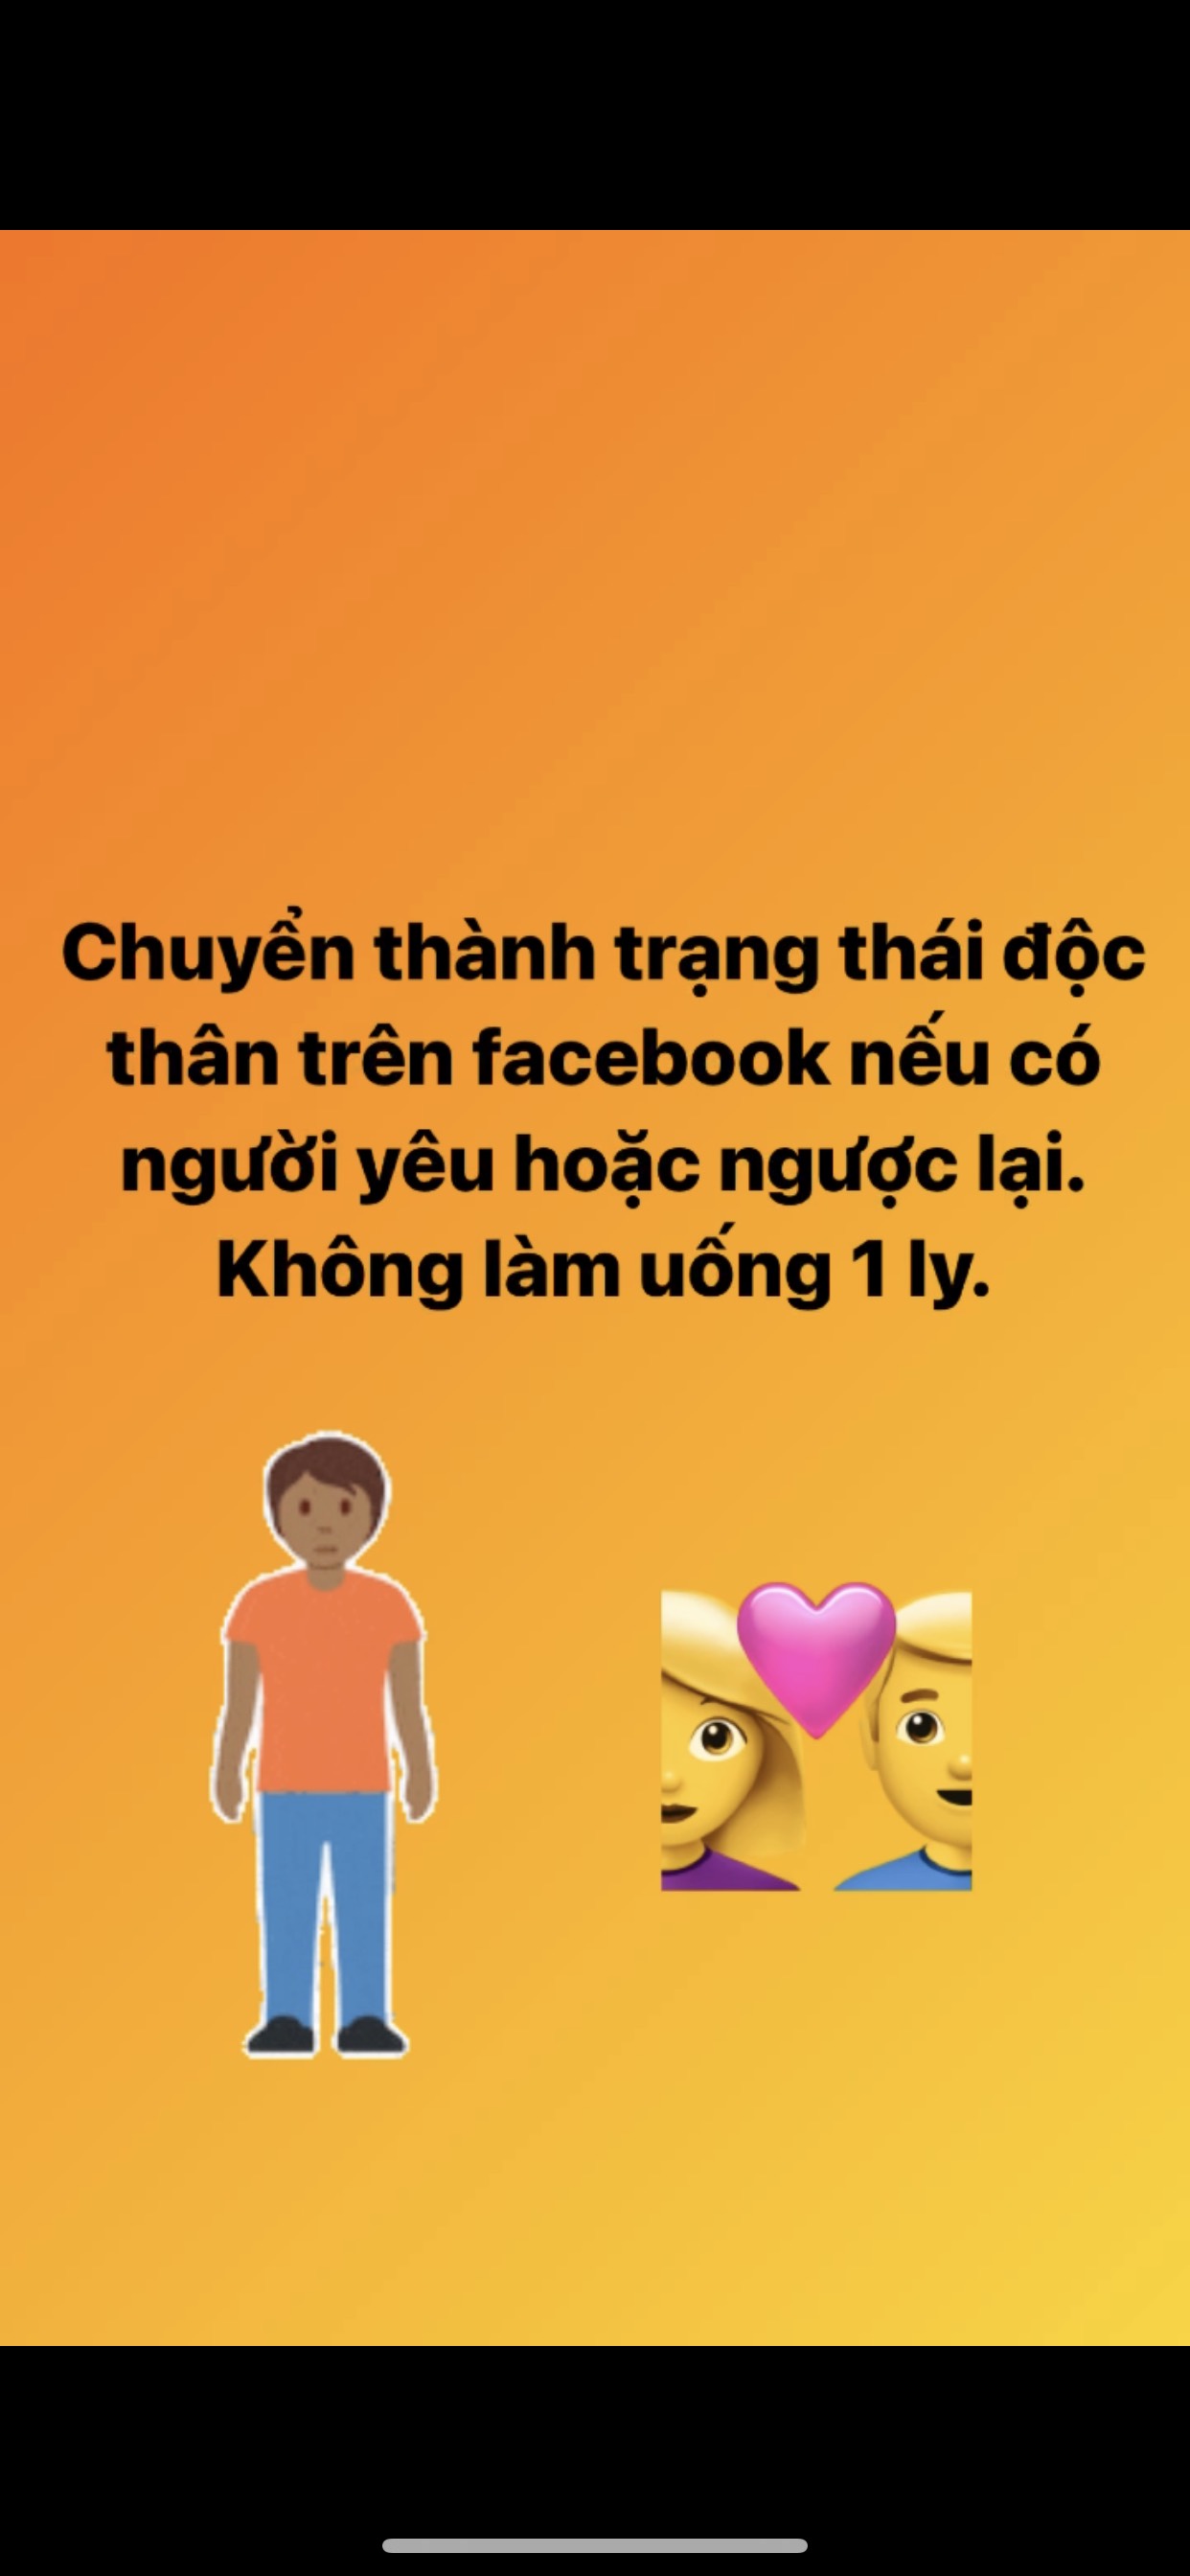 Chuyển thành trạng thái độc
thân trên facebook nếu có
người yêu hoặc ngược lại.
Không làm uống 1 ly.